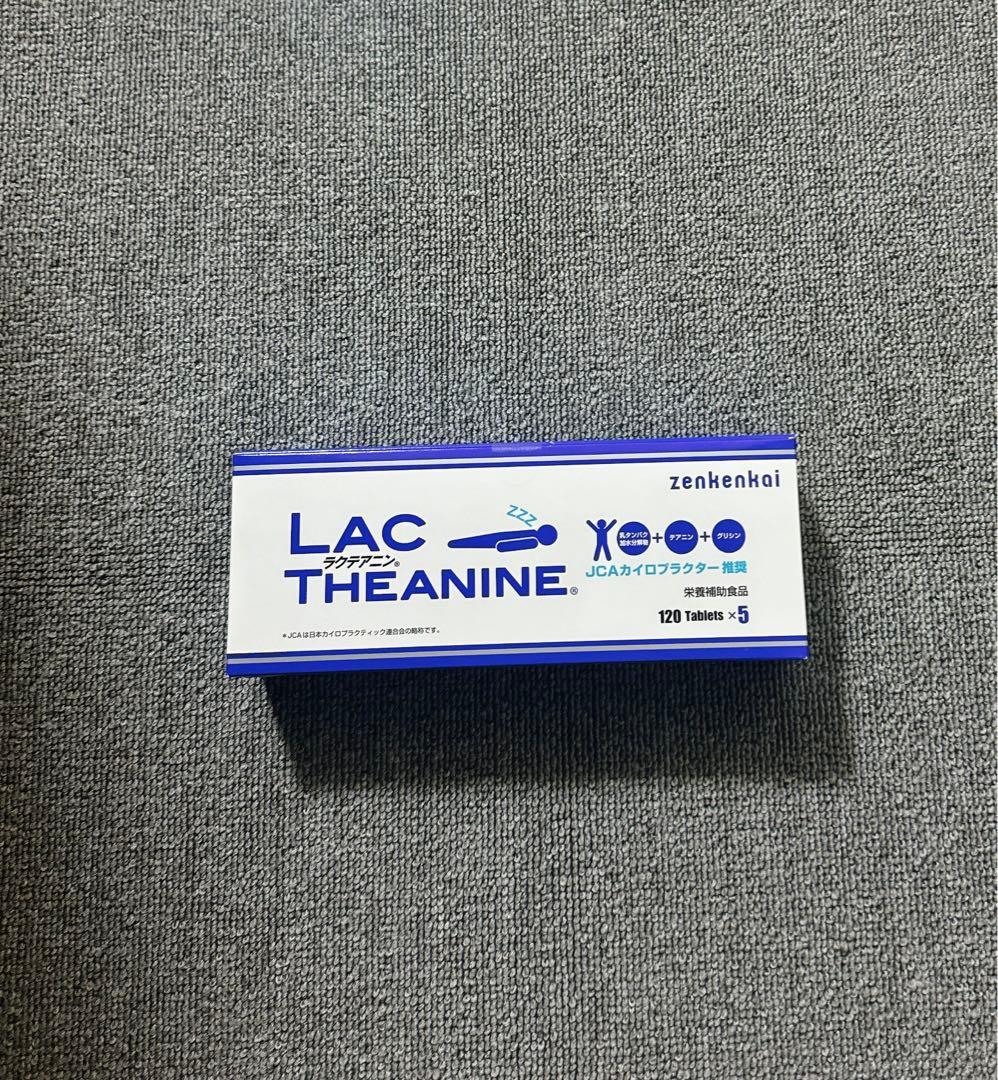 zenkenkai
LAC
ラクテアニン®
THEANINE®
ZZZ
乳タンパク
加水分解物
+
テアニン
+
グリシン
JCAカイロプラクター推奨
栄養補助食品
120 Tablets ×5
*JCAは日本カイロプラクティック連合会の略称です。